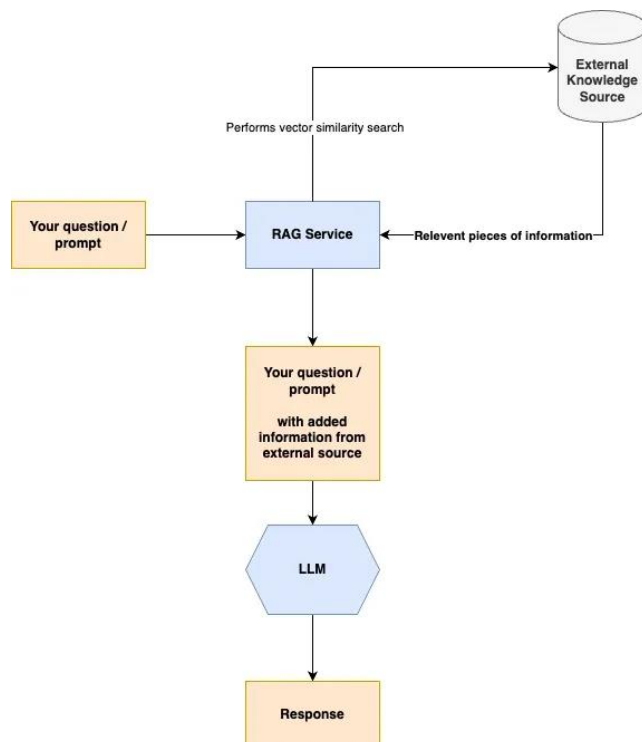 External
Knowledge
Source
Performs vector similarity search
Your question /
prompt
RAG Service
Relevent pieces of information
Your question /
prompt
with added
information from
external source
LLM
Response